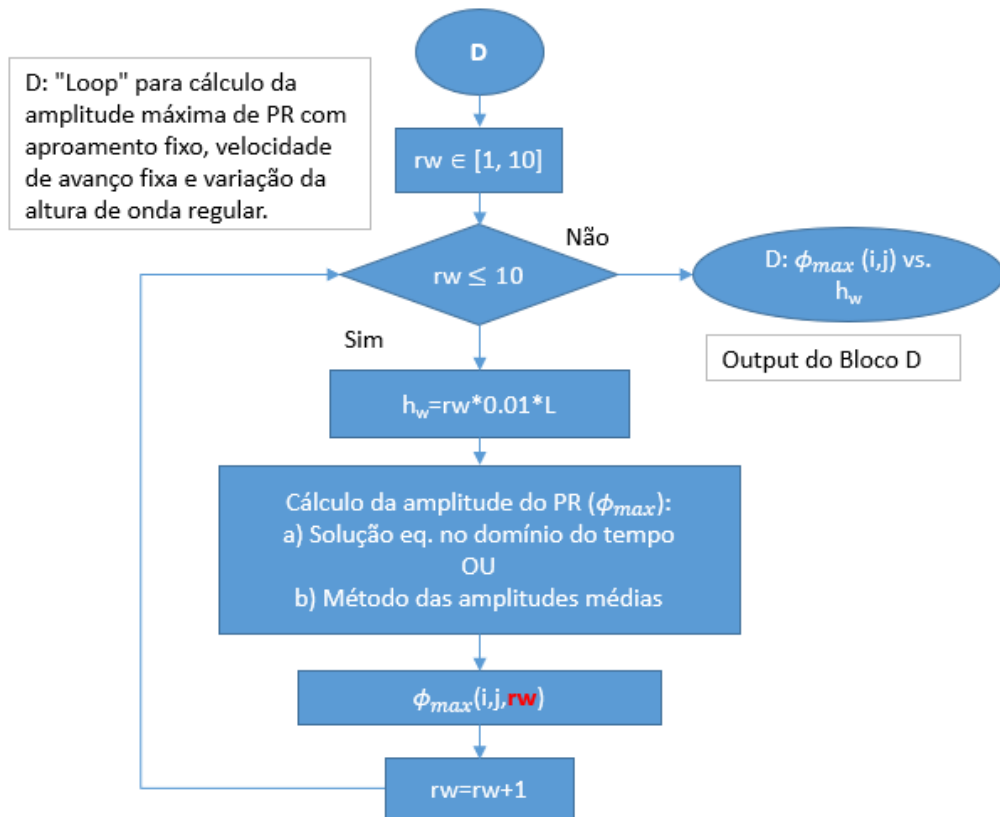 D
D: "Loop" para cálculo da
amplitude máxima de PR com
aproamento fixo, velocidade
de avanço fixa e variação da
altura de onda regular.
rw ∈ [1, 10]
Não
rw ≤ 10
D: ϕmax (i,j) vs.
hw
Sim
Output do Bloco D
hw=rw*0.01*L
Cálculo da amplitude do PR (ϕmax):
a) Solução eq. no domínio do tempo
OU
b) Método das amplitudes médias
ϕmax(i,j,rw)
rw=rw+1